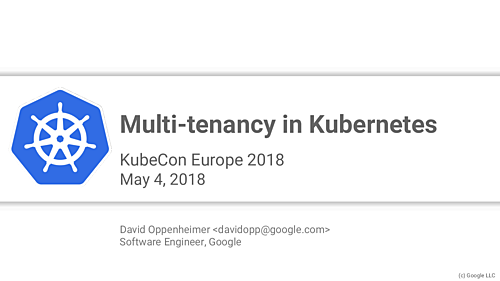 Multi-tenancy in Kubernetes
KubeCon Europe 2018
May 4, 2018
David Oppenheimer <davidopp@google.com>
Software Engineer, Google
(c) Google LLC